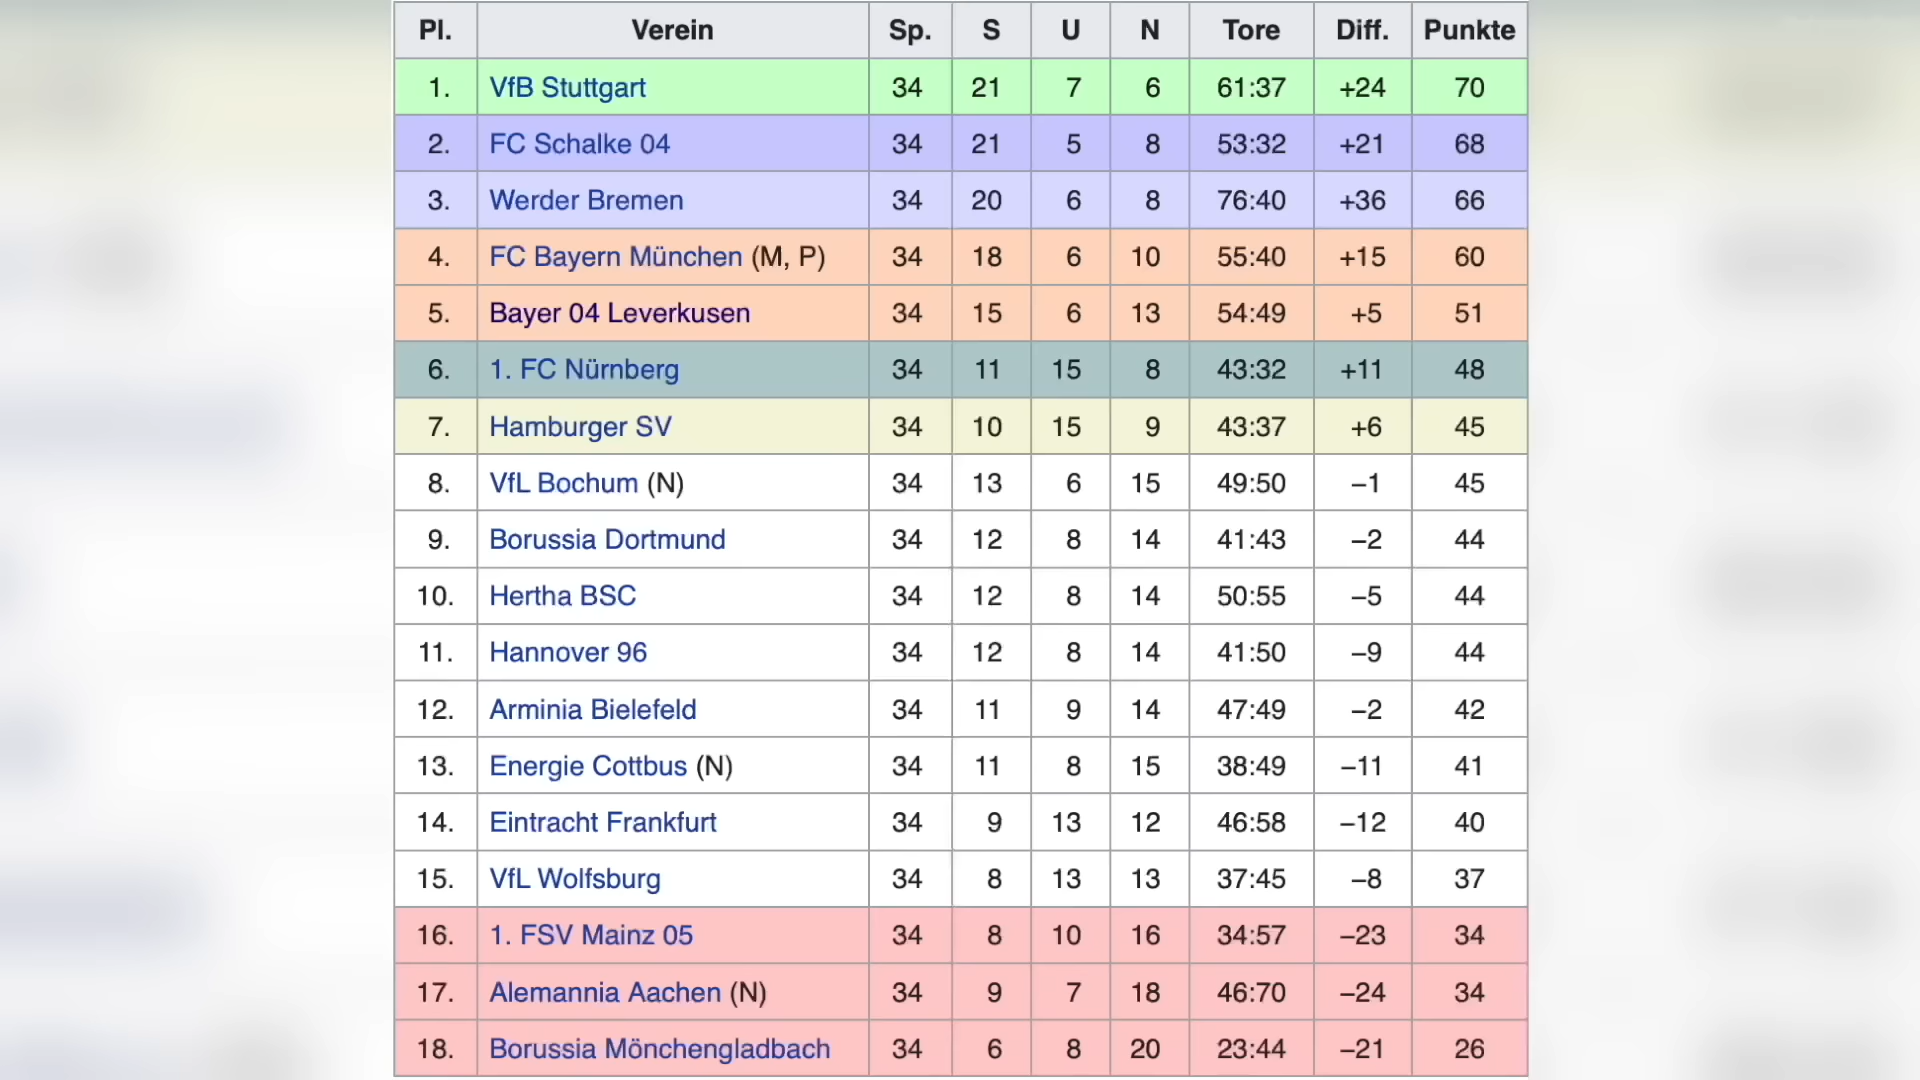 Pl. Verein Sp. S U N Tore Diff. Punkte
1. VfB Stuttgart 34 21 7 6 61:37 +24 70
2. FC Schalke 04 34 21 5 8 53:32 +21 68
3. Werder Bremen 34 20 6 8 76:40 +36 66
4. FC Bayern München (M, P) 34 18 6 10 55:40 +15 60
5. Bayer 04 Leverkusen 34 15 6 13 54:49 +5 51
6. 1. FC Nürnberg 34 11 15 8 43:32 +11 48
7. Hamburger SV 34 10 15 9 43:37 +6 45
8. VfL Bochum (N) 34 13 6 15 49:50 −1 45
9. Borussia Dortmund 34 12 8 14 41:43 −2 44
10. Hertha BSC 34 12 8 14 50:55 −5 44
11. Hannover 96 34 12 8 14 41:50 −9 44
12. Arminia Bielefeld 34 11 9 14 47:49 −2 42
13. Energie Cottbus (N) 34 11 8 15 38:49 −11 41
14. Eintracht Frankfurt 34 9 13 12 46:58 −12 40
15. VfL Wolfsburg 34 8 13 13 37:45 −8 37
16. 1. FSV Mainz 05 34 8 10 16 34:57 −23 34
17. Alemannia Aachen (N) 34 9 7 18 46:70 −24 34
18. Borussia Mönchengladbach 34 6 8 20 23:44 −21 26